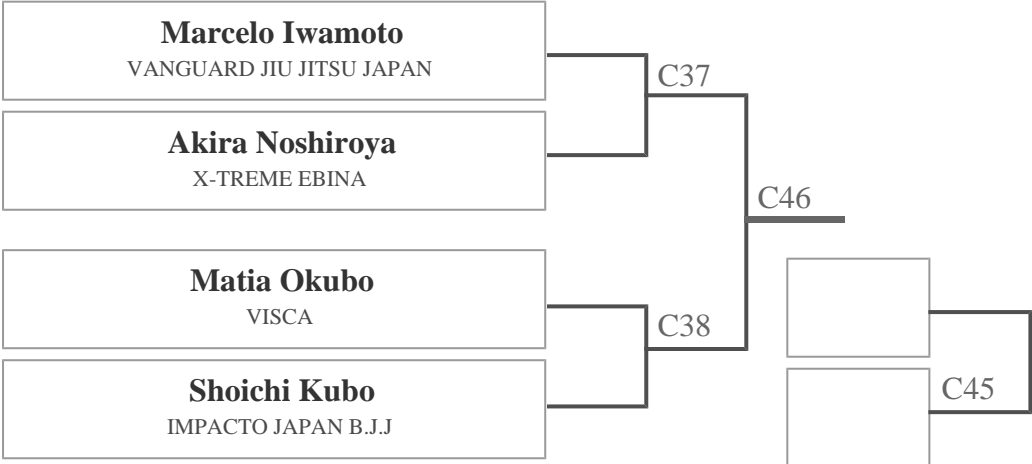 Marcelo Iwamoto
VANGUARD JIU JITSU JAPAN
C37
Akira Noshiroya
X-TREME EBINA
C46
Matia Okubo
VISCA
C38
Shoichi Kubo
IMPACTO JAPAN B.J.J
C45